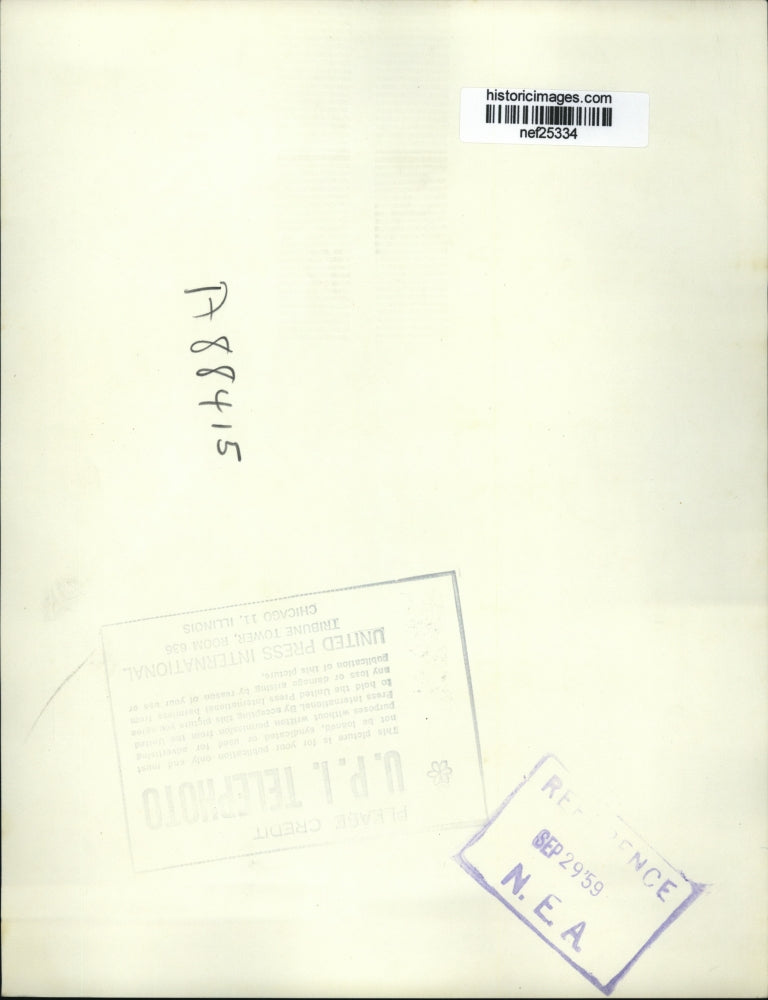 historicimages.com
nef25334
A88415
PLEASE CREDIT
U.P.I. TELEPHOTO
This picture is for your publication only and must
not be loaned, syndicated or used for advertising
purposes without written permission from the United
Press International. By accepting this picture you agree
to hold the United Press International harmless from
any loss or damage arising by reason of your use or
publication of this picture.
UNITED PRESS INTERNATIONAL
TRIBUNE TOWER, ROOM 636
CHICAGO 11, ILLINOIS
REFERENCE
SEP 29 '59
N.E.A.